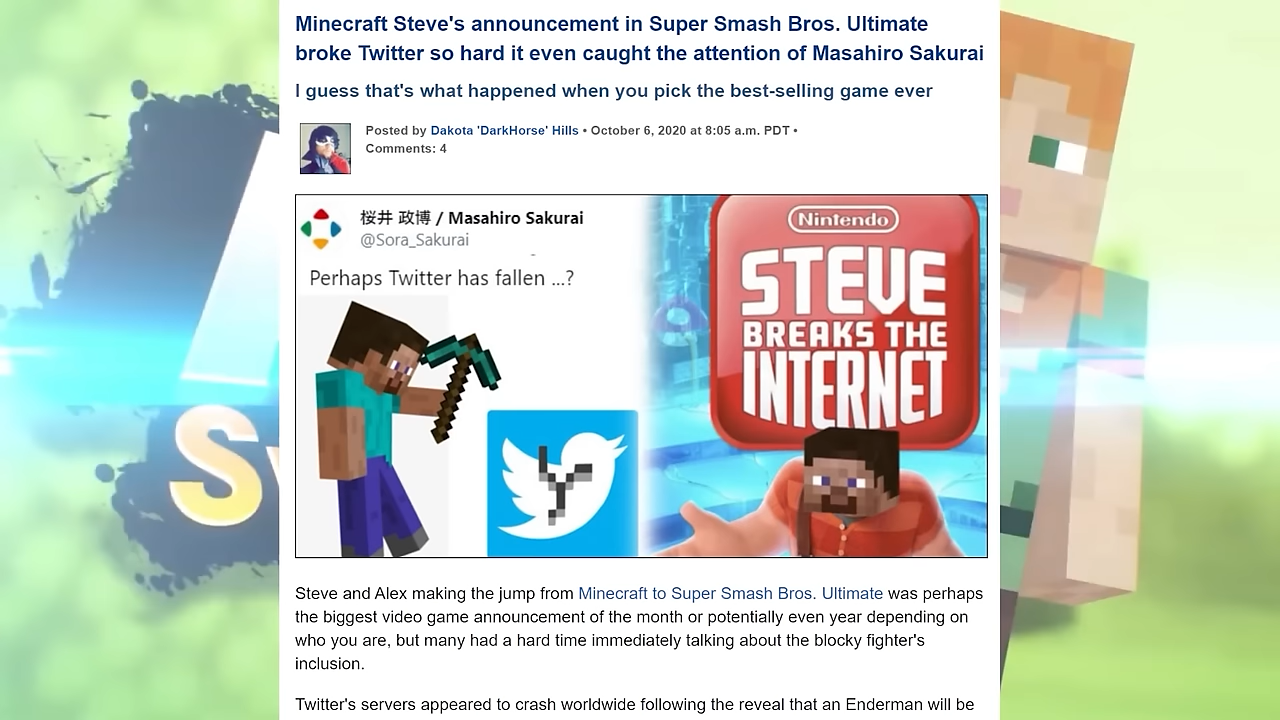 Minecraft Steve's announcement in Super Smash Bros. Ultimate
broke Twitter so hard it even caught the attention of Masahiro Sakurai
I guess that's what happened when you pick the best-selling game ever
Posted by Dakota 'DarkHorse' Hills • October 6, 2020 at 8:05 a.m. PDT •
Comments: 4
桜井 政博 / Masahiro Sakurai
@Sora_Sakurai
Perhaps Twitter has fallen ...?
Nintendo
STEVE
BREAKS THE
INTERNET
Steve and Alex making the jump from Minecraft to Super Smash Bros. Ultimate was perhaps
the biggest video game announcement of the month or potentially even year depending on
who you are, but many had a hard time immediately talking about the blocky fighter's
inclusion.
Twitter's servers appeared to crash worldwide following the reveal that an Enderman will be